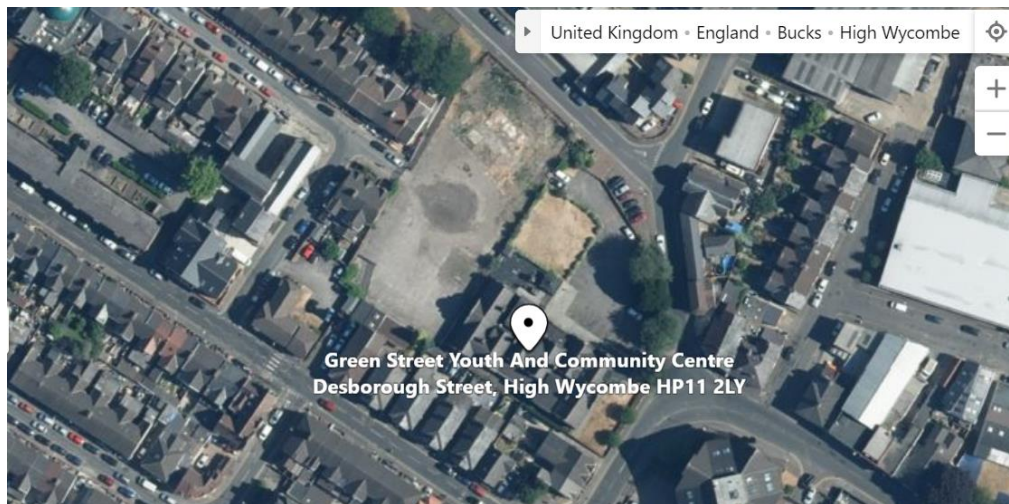 United Kingdom • England • Bucks • High Wycombe
Green Street Youth And Community Centre
Desborough Street, High Wycombe HP11 2LY